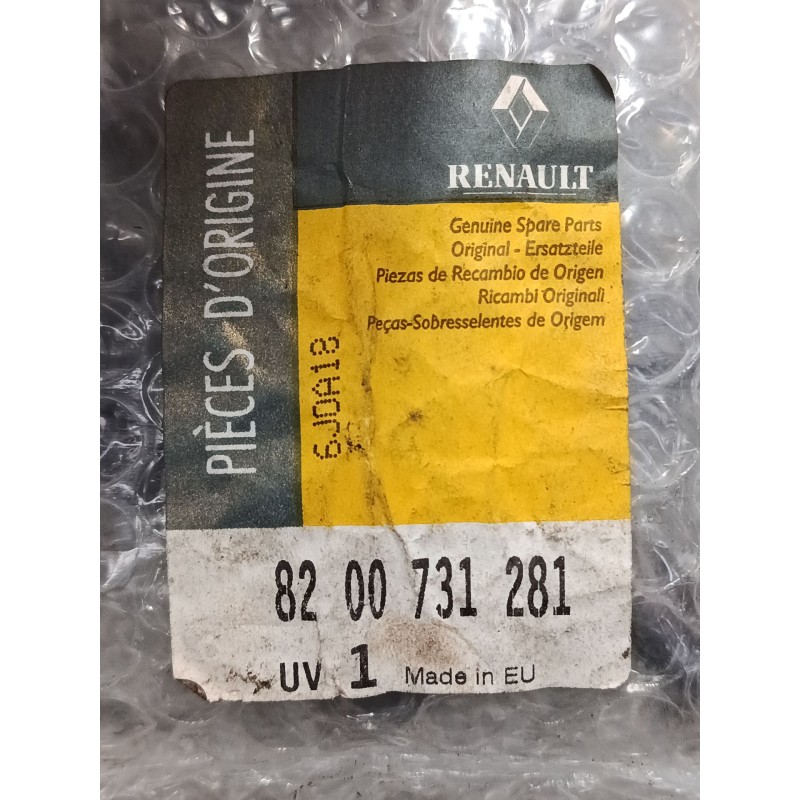 PIÈCES D'ORIGINE
RENAULT
Genuine Spare Parts
Original - Ersatzteile
Piezas de Recambio de Origen
Ricambi Originali
Peças-Sobresselentes de Origem
6JDA18
82 00 731 281
UV 1 Made in EU